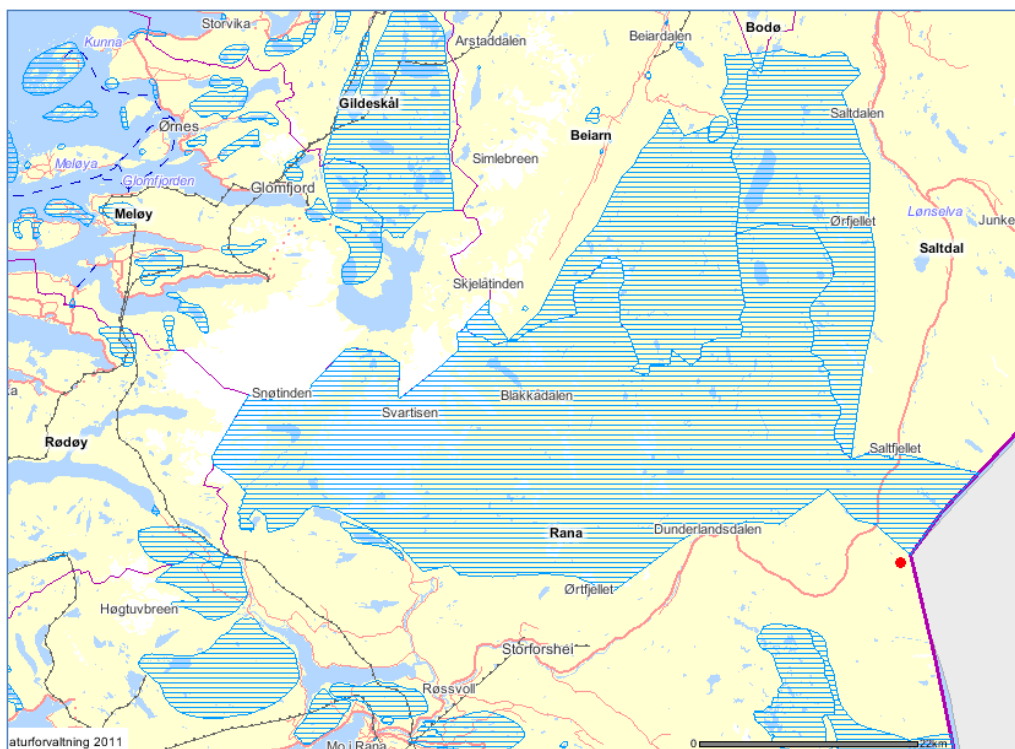 Storvika
Kunna
Arstaddalen
Beiardalen
Bodø
Gildeskål
Saltdalen
Ørnes
Beiarn
Simlebreen
Meløya
Glomfjorden
Glomfjord
Meløy
Lønselva
Ørfjellet
Junke
Saltdal
Skjelåtinden
Snøtinden
Blakkådalen
Svartisen
Rødøy
Saltfjellet
Rana
Dunderlandsdalen
Ørtfjellet
Høgtuvbreen
Storforshei
Røssvoll
aturforvaltning 2011
Mo i Rana
0 22km